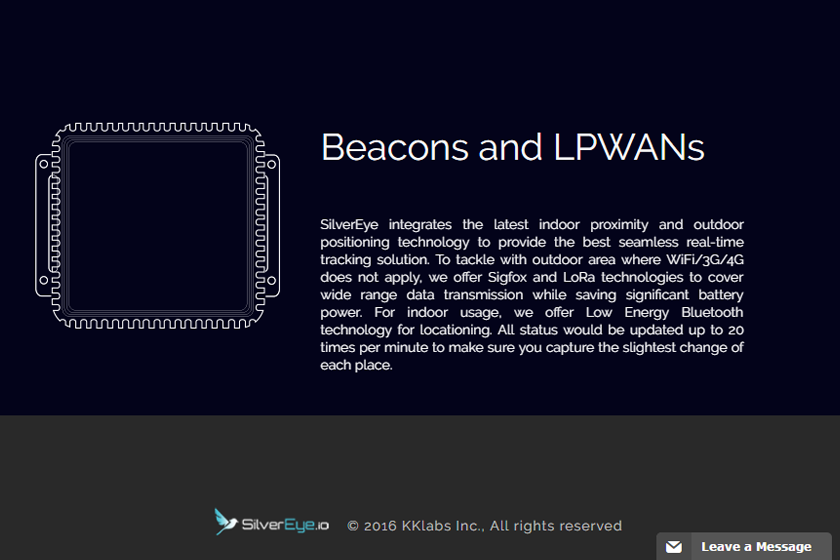 Beacons and LPWANs
SilverEye integrates the latest indoor proximity and outdoor
positioning technology to provide the best seamless real-time
tracking solution. To tackle with outdoor area where WiFi/3G/4G
does not apply, we offer Sigfox and LoRa technologies to cover
wide range data transmission while saving significant battery
power. For indoor usage, we offer Low Energy Bluetooth
technology for locationing. All status would be updated up to 20
times per minute to make sure you capture the slightest change of
each place.
SilverEye.io © 2016 KKlabs Inc., All rights reserved
Leave a Message